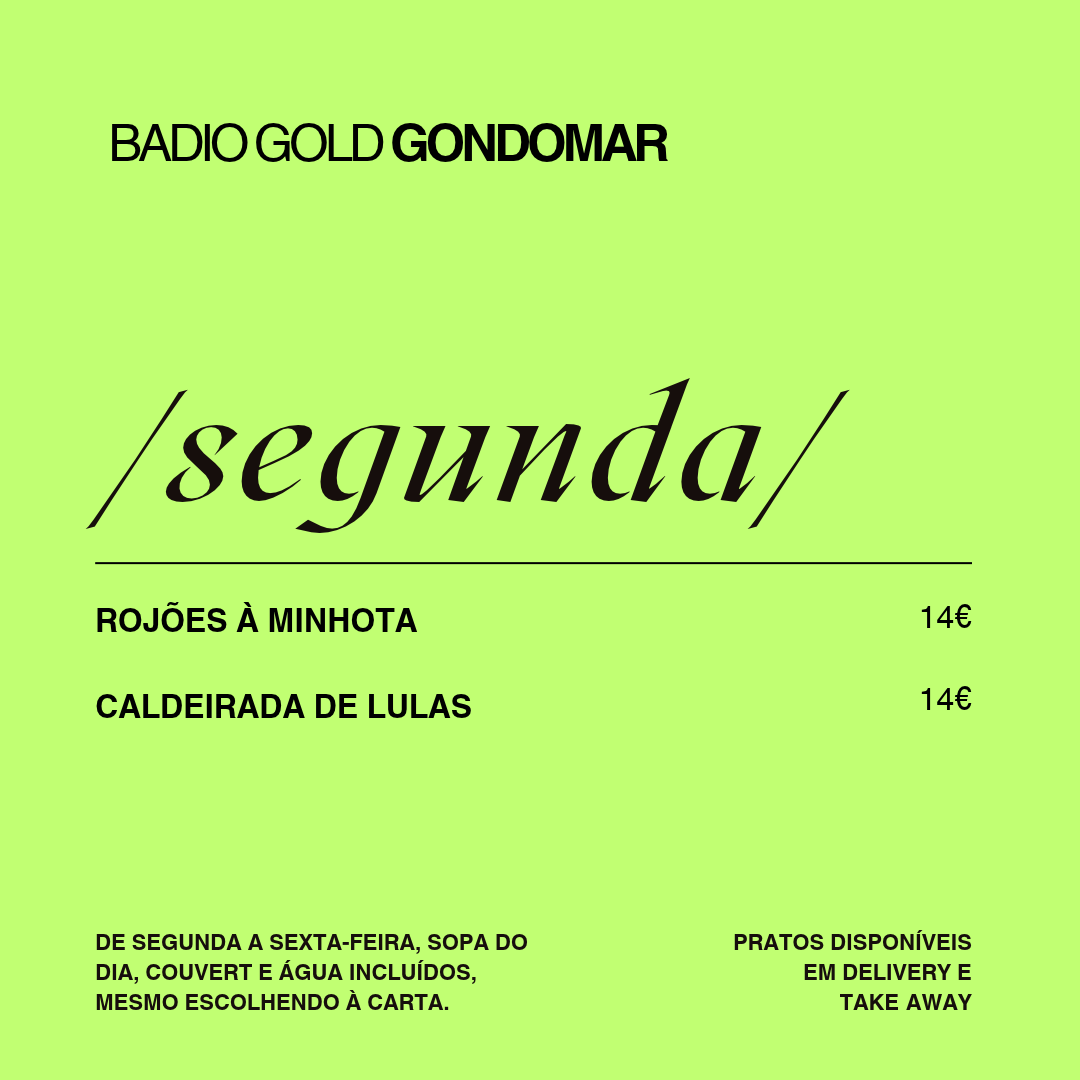 BADIO GOLD GONDOMAR
/segunda/
ROJÕES À MINHOTA 14€
CALDEIRADA DE LULAS 14€
DE SEGUNDA A SEXTA-FEIRA, SOPA DO
DIA, COUVERT E ÁGUA INCLUÍDOS,
MESMO ESCOLHENDO À CARTA.
PRATOS DISPONÍVEIS
EM DELIVERY E
TAKE AWAY